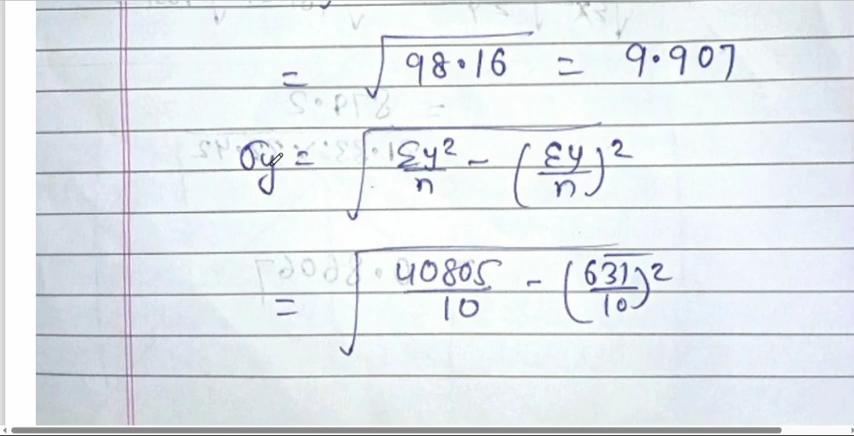 = √98.16 = 9.907
σy = √(Σy²/n - (Σy/n)²)
= √(40805/10 - (631/10)²)